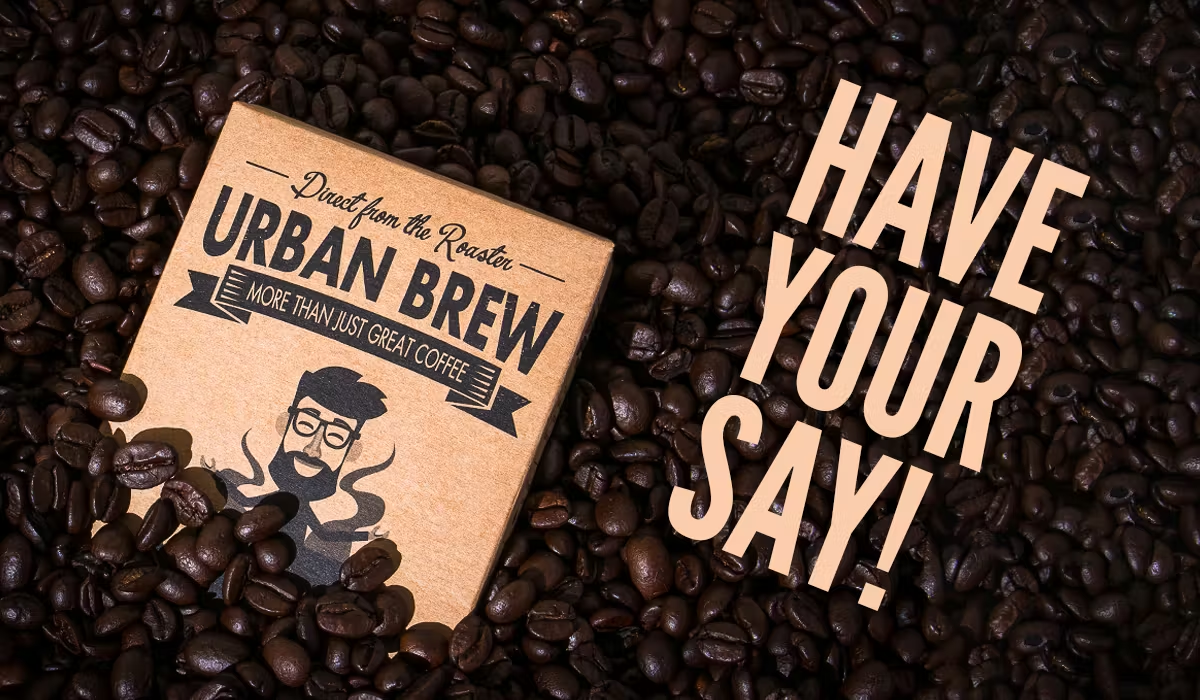 Direct from the Roaster
URBAN BREW
MORE THAN JUST GREAT COFFEE
HAVE
YOUR
SAY!